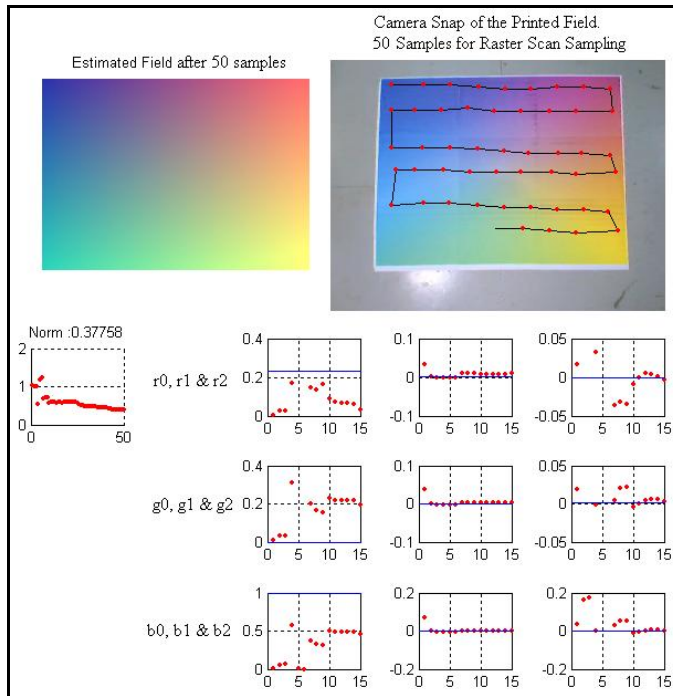 Camera Snap of the Printed Field.
50 Samples for Raster Scan Sampling
Estimated Field after 50 samples
Norm :0.37758
2
1
0
0 50
r0, r1 & r2
0.4
0.2
0
0 5 10 15
0.1
0
-0.1
0 5 10 15
0.05
0
-0.05
0 5 10 15
g0, g1 & g2
0.4
0.2
0
0 5 10 15
0.1
0
-0.1
0 5 10 15
0.05
0
-0.05
0 5 10 15
b0, b1 & b2
1
0.5
0
0 5 10 15
0.2
0
-0.2
0 5 10 15
0.2
0
-0.2
0 5 10 15